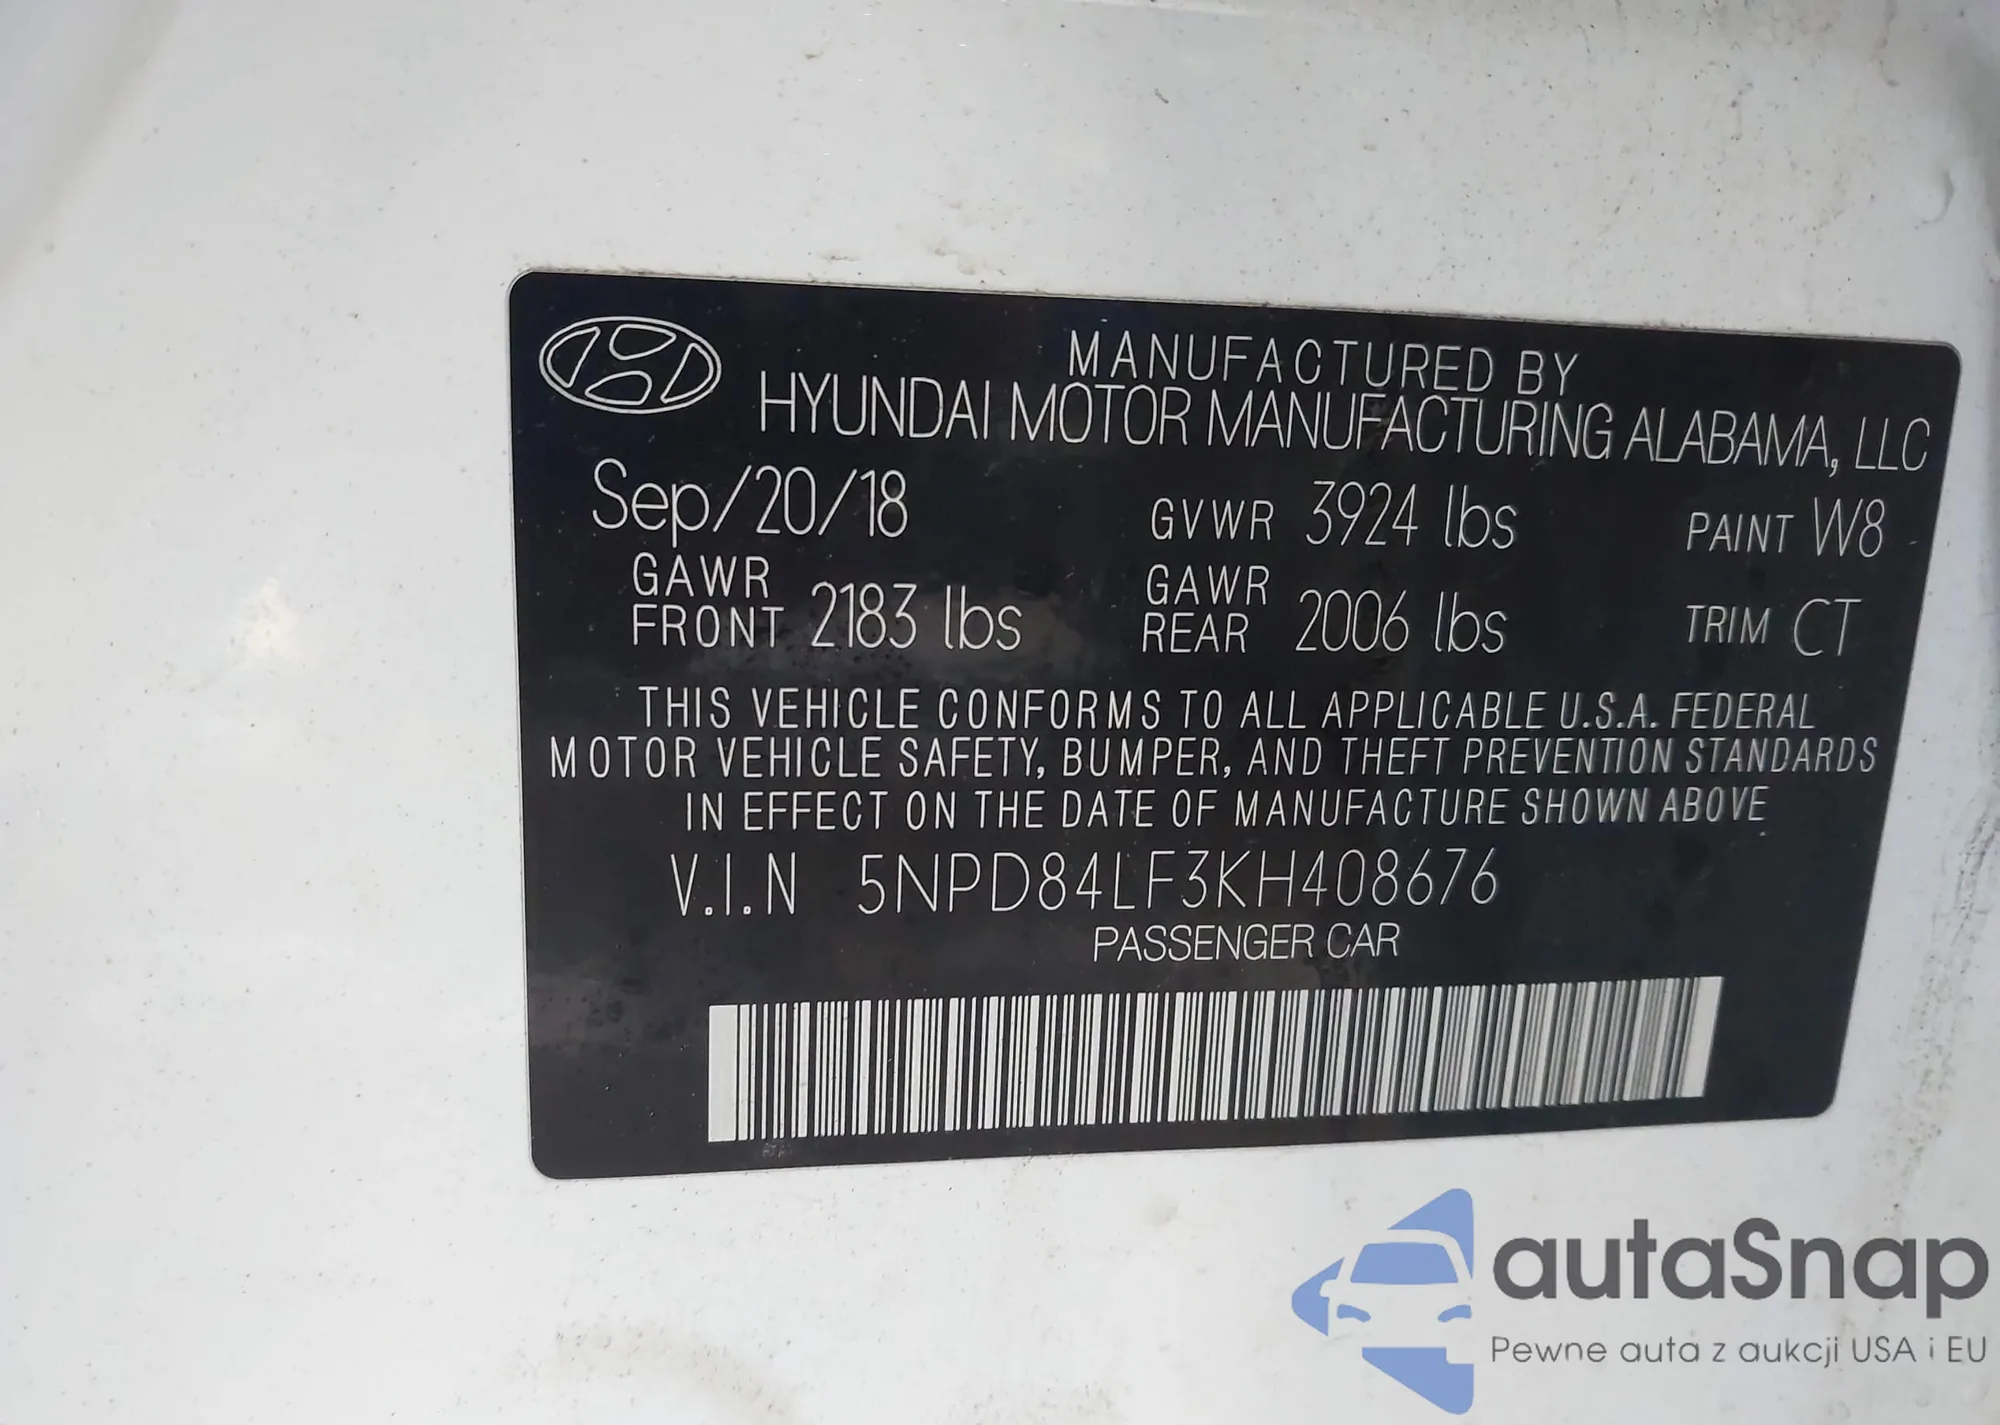 MANUFACTURED BY
HYUNDAI MOTOR MANUFACTURING ALABAMA, LLC
Sep/20/18 GVWR 3924 lbs PAINT W8
GAWR FRONT 2183 lbs GAWR REAR 2006 lbs TRIM CT
THIS VEHICLE CONFORMS TO ALL APPLICABLE U.S.A. FEDERAL
MOTOR VEHICLE SAFETY, BUMPER, AND THEFT PREVENTION STANDARDS
IN EFFECT ON THE DATE OF MANUFACTURE SHOWN ABOVE
V.I.N 5NPD84LF3KH408676
PASSENGER CAR
autaSnap
Pewne auta z aukcji USA i EU